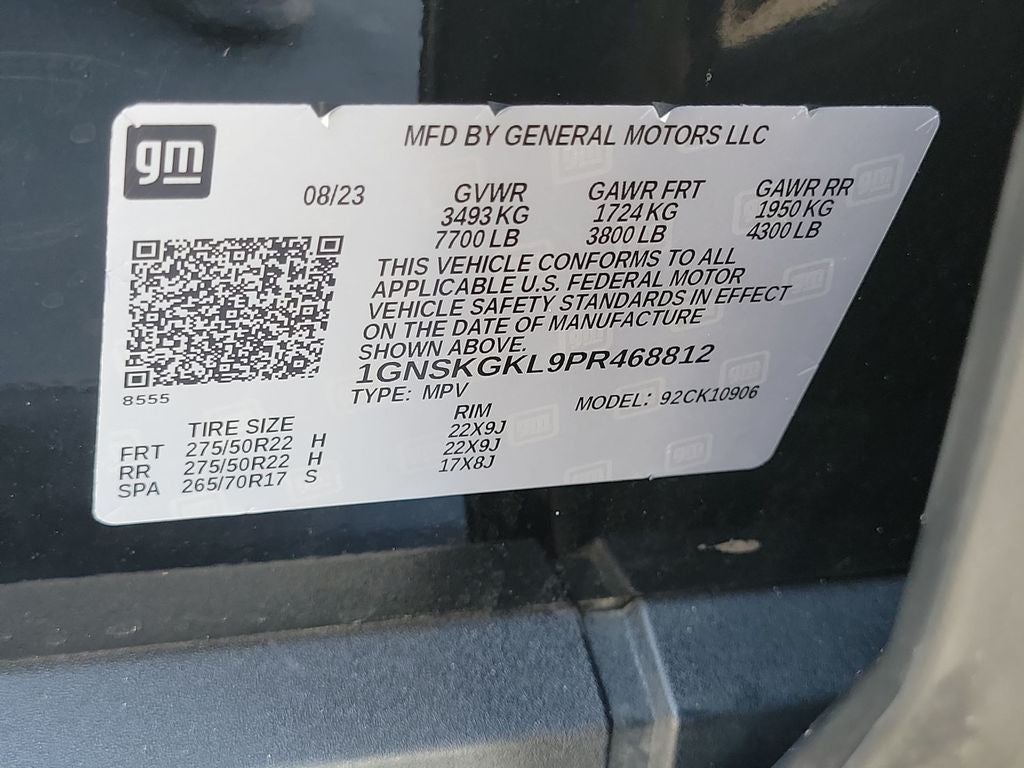 gm
MFD BY GENERAL MOTORS LLC
08/23 GVWR GAWR FRT GAWR RR
3493 KG 1724 KG 1950 KG
7700 LB 3800 LB 4300 LB
THIS VEHICLE CONFORMS TO ALL
APPLICABLE U.S. FEDERAL MOTOR
VEHICLE SAFETY STANDARDS IN EFFECT
ON THE DATE OF MANUFACTURE
SHOWN ABOVE.
1GNSKGKL9PR468812
8555
TYPE: MPV MODEL: 92CK10906
TIRE SIZE RIM
FRT 275/50R22 H 22X9J
RR 275/50R22 H 22X9J
SPA 265/70R17 S 17X8J